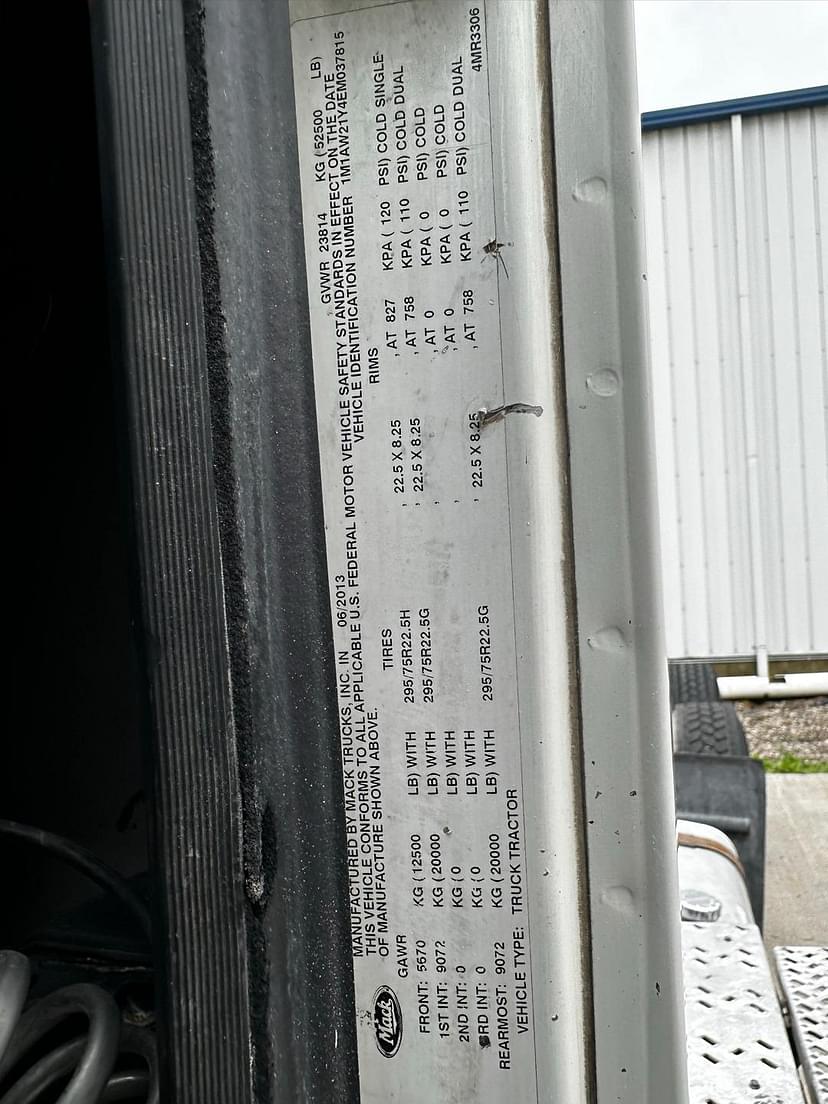 MANUFACTURED BY MACK TRUCKS, INC. IN 06/2013 GVWR 23814 KG ( 52500 LB)
THIS VEHICLE CONFORMS TO ALL APPLICABLE U.S. FEDERAL MOTOR VEHICLE SAFETY STANDARDS IN EFFECT ON THE DATE
OF MANUFACTURE SHOWN ABOVE. VEHICLE IDENTIFICATION NUMBER 1M1AW21Y4EM037815
Mack
GAWR TIRES RIMS
FRONT: 5670 KG ( 12500 LB) WITH 295/75R22.5H , 22.5 X 8.25 , AT 827 KPA ( 120 PSI) COLD SINGLE
1ST INT: 9072 KG ( 20000 LB) WITH 295/75R22.5G , 22.5 X 8.25 , AT 758 KPA ( 110 PSI) COLD DUAL
2ND INT: 0 KG ( 0 LB) WITH , , AT 0 KPA ( 0 PSI) COLD
3RD INT: 0 KG ( 0 LB) WITH , , AT 0 KPA ( 0 PSI) COLD
REARMOST: 9072 KG ( 20000 LB) WITH 295/75R22.5G , 22.5 X 8.25 , AT 758 KPA ( 110 PSI) COLD DUAL
VEHICLE TYPE: TRUCK TRACTOR 4MR3306